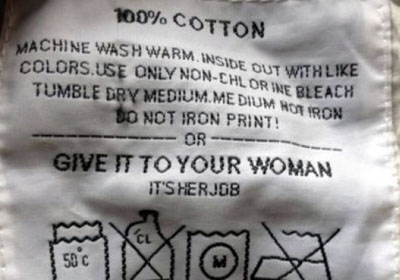 100% COTTON
MACHINE WASH WARM. INSIDE OUT WITH LIKE
COLORS.USE ONLY NON-CHLORINE BLEACH
TUMBLE DRY MEDIUM.MEDIUM HOT IRON
DO NOT IRON PRINT!
OR
GIVE IT TO YOUR WOMAN
IT'S HER JOB
50°C CL M